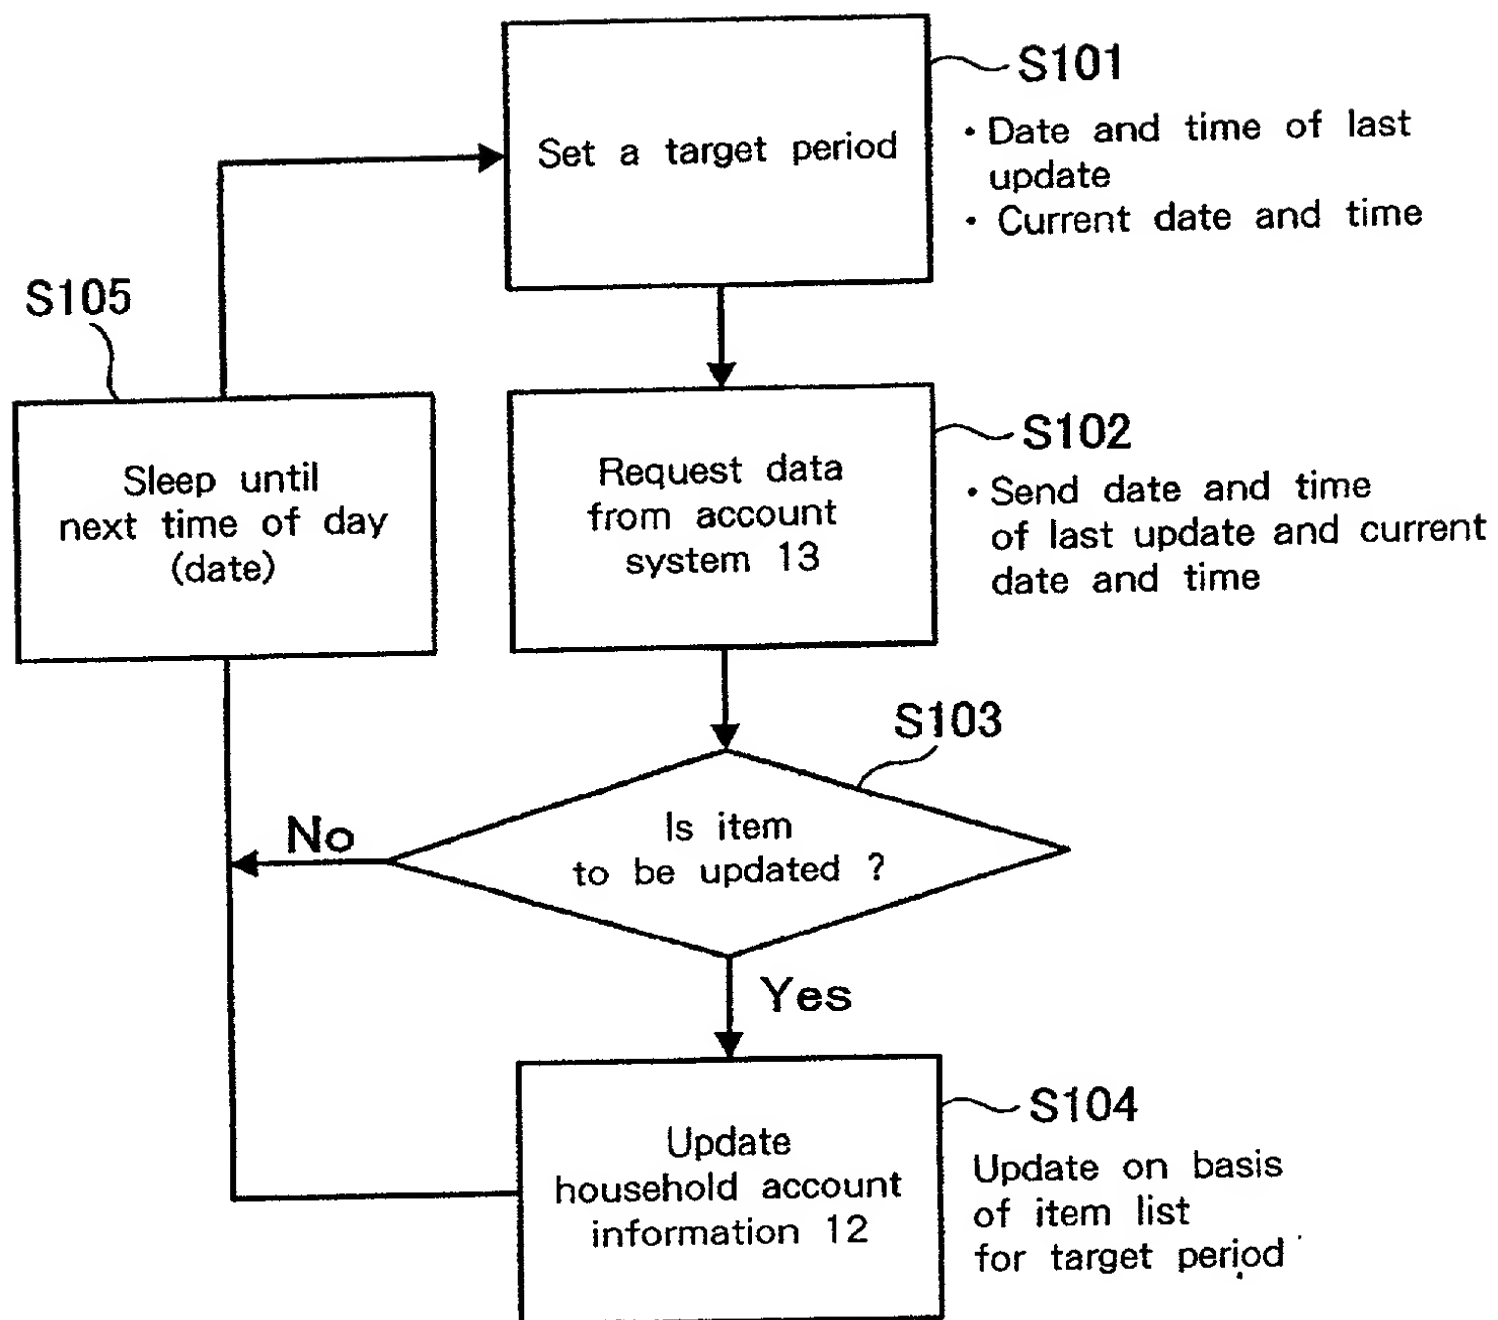 S101
Set a target period
・Date and time of last
update
・Current date and time
S105
Sleep until
next time of day
(date)
S102
Request data
from account
system 13
・Send date and time
of last update and current
date and time
S103
Is item
to be updated ?
No
Yes
S104
Update
household account
information 12
Update on basis
of item list
for target period